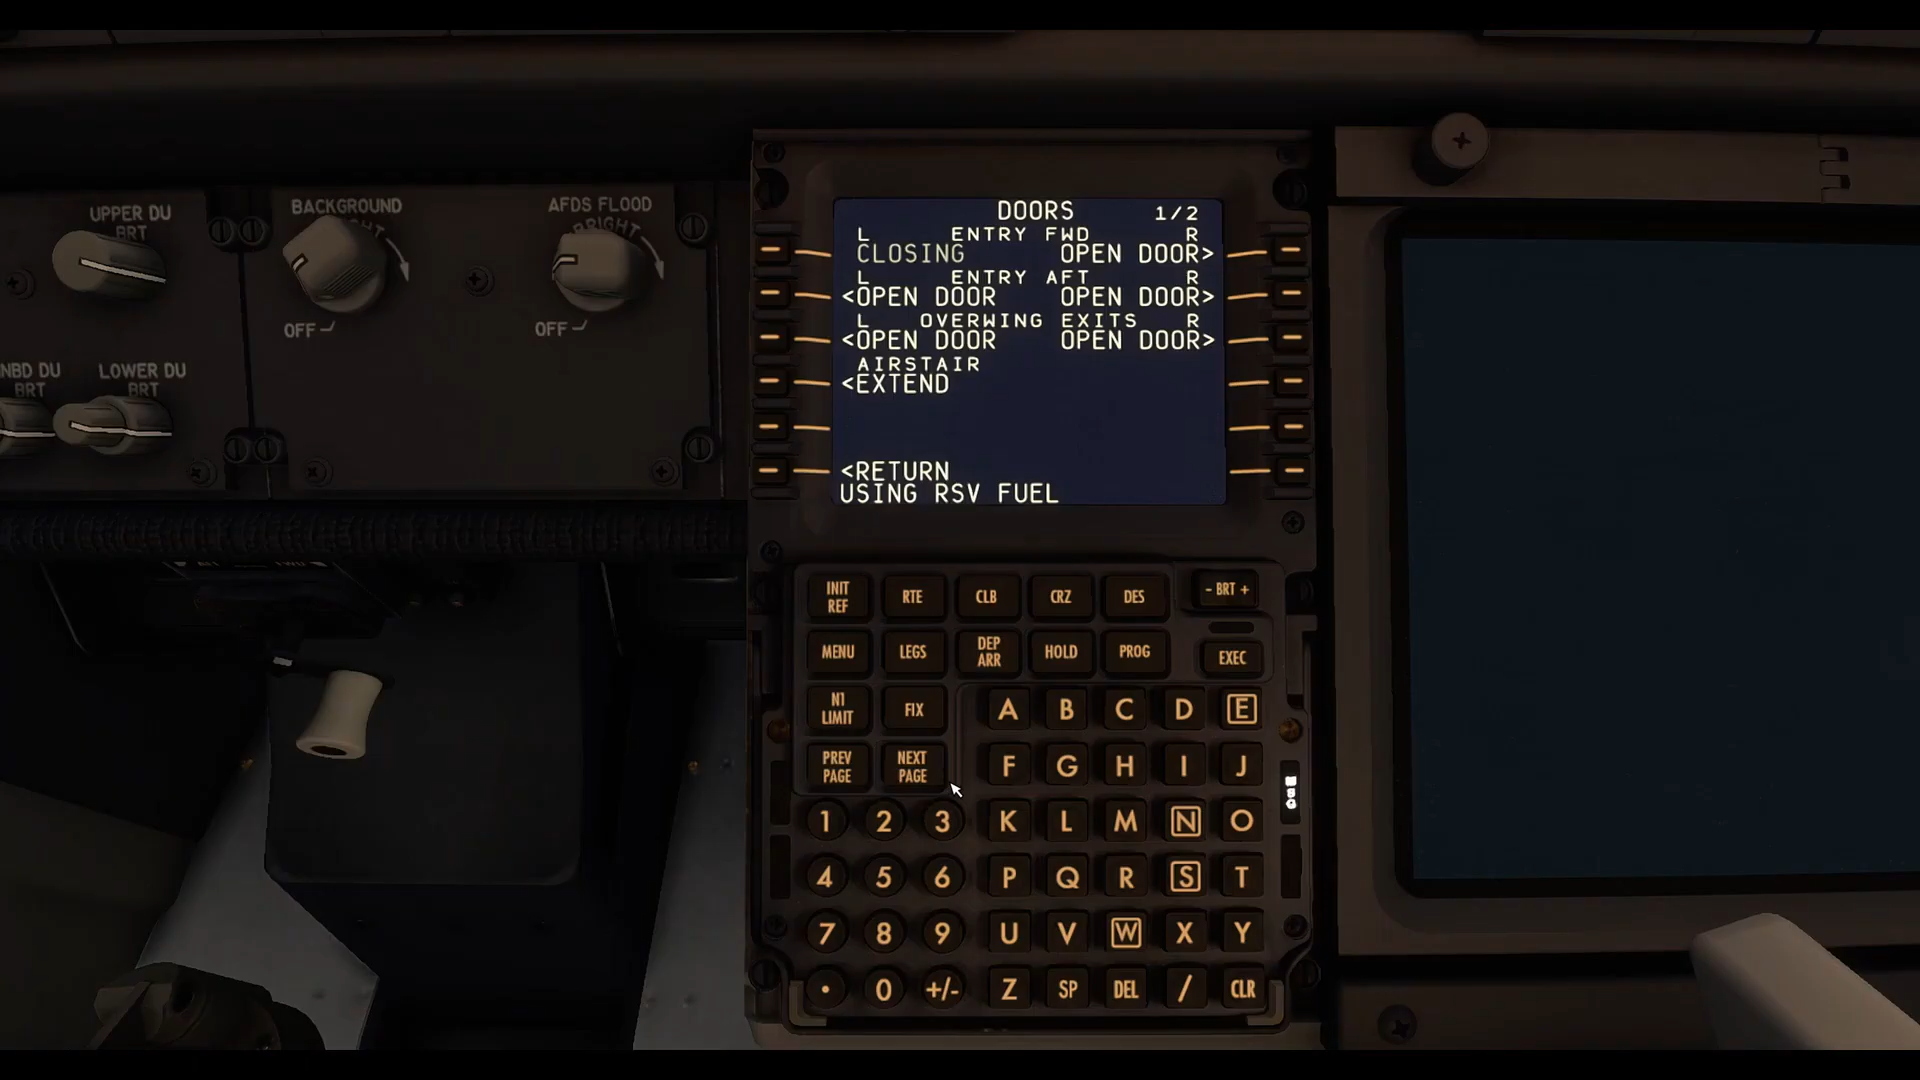 UPPER DU
BRT
BACKGROUND
OFF
AFDS FLOOD
BRIGHT
OFF
NBD DU
BRT
LOWER DU
BRT
DOORS 1/2
L ENTRY FWD R
CLOSING OPEN DOOR>
L ENTRY AFT R
<OPEN DOOR OPEN DOOR>
L OVERWING EXITS R
<OPEN DOOR OPEN DOOR>
AIRSTAIR
<EXTEND
<RETURN
USING RSV FUEL
INIT REF RTE CLB CRZ DES - BRT +
MENU LEGS DEP ARR HOLD PROG EXEC
N1 LIMIT FIX A B C D E
PREV PAGE NEXT PAGE F G H I J
1 2 3 K L M N O
4 5 6 P Q R S T
7 8 9 U V W X Y
. 0 +/- Z SP DEL / CLR